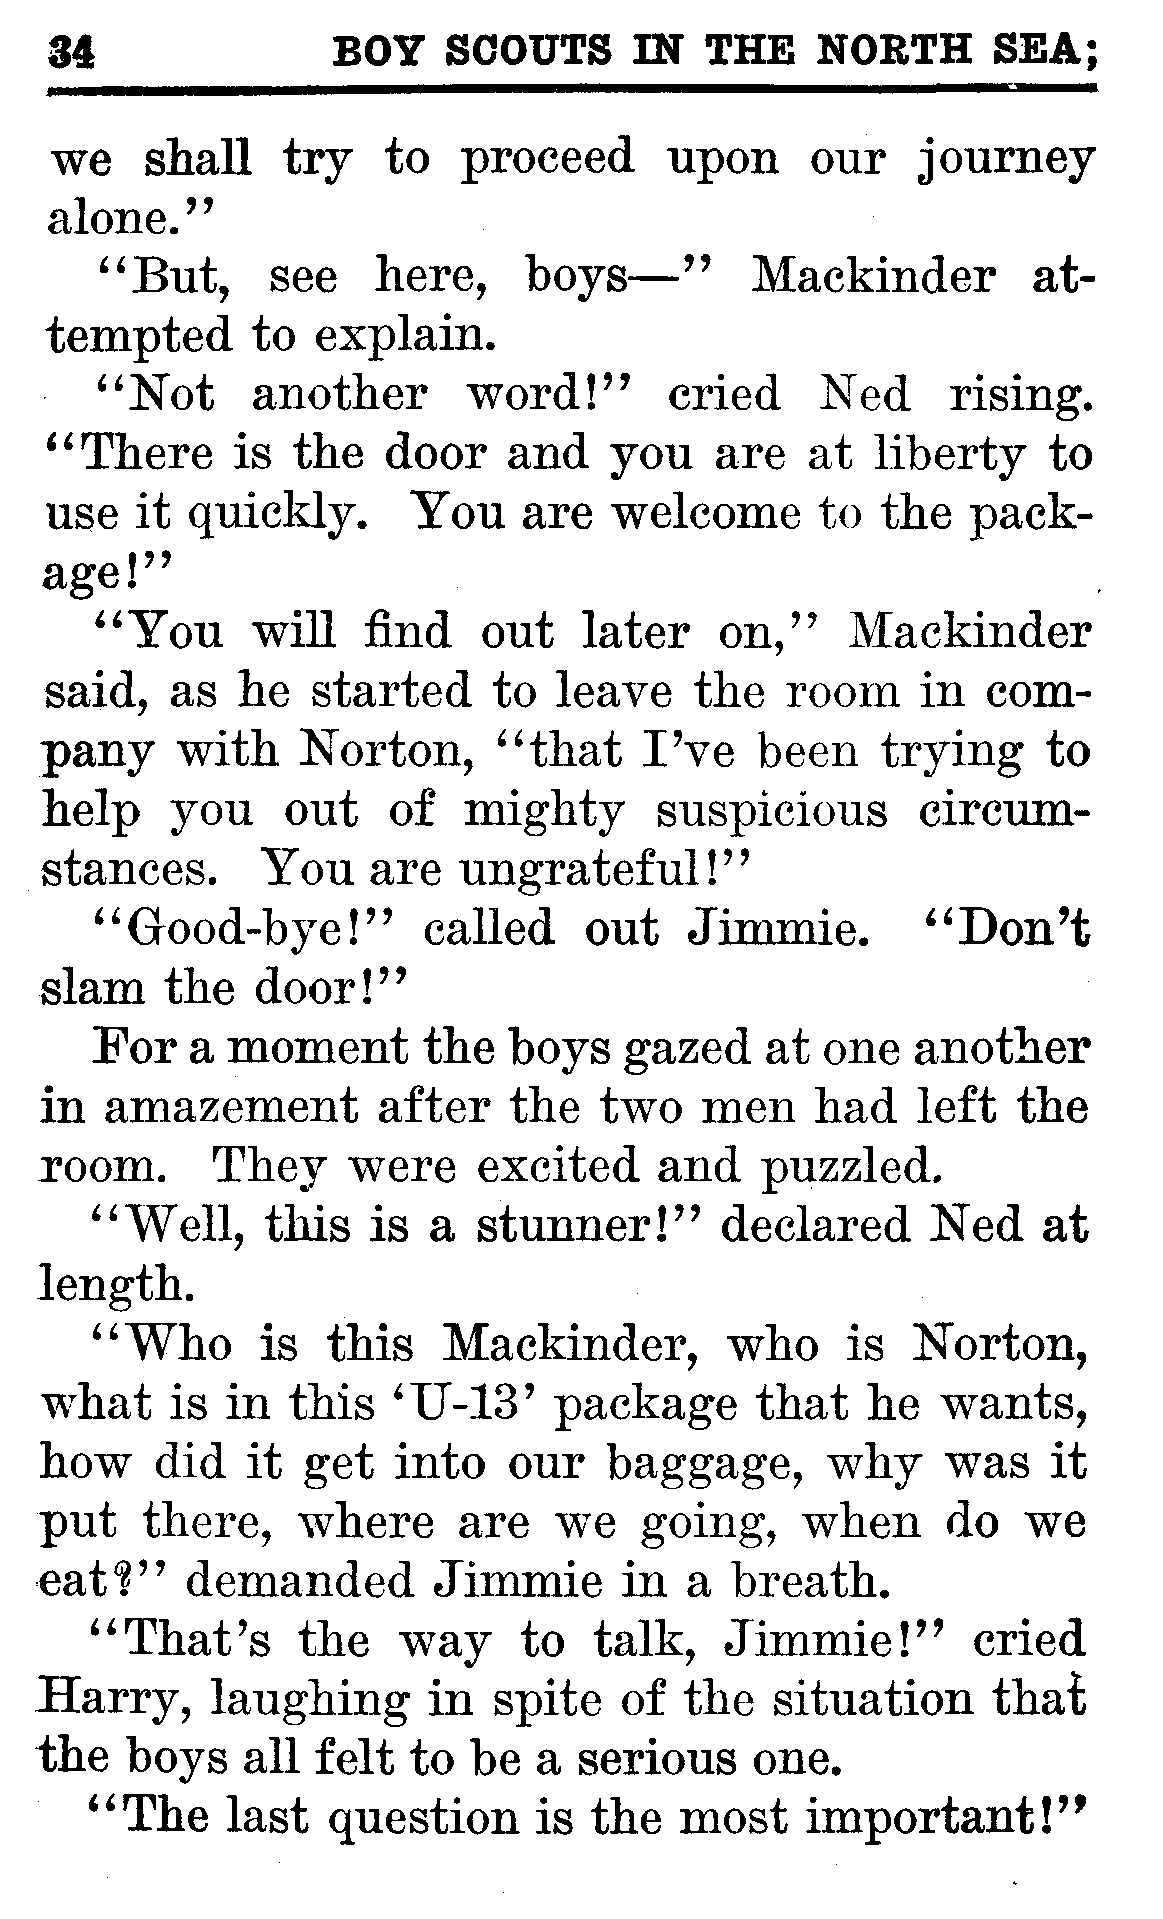 34 BOY SCOUTS IN THE NORTH SEA;
we shall try to proceed upon our journey
alone."
"But, see here, boys—" Mackinder at-
tempted to explain.
"Not another word!" cried Ned rising.
"There is the door and you are at liberty to
use it quickly. You are welcome to the pack-
age!"
"You will find out later on," Mackinder
said, as he started to leave the room in com-
pany with Norton, "that I've been trying to
help you out of mighty suspicious circum-
stances. You are ungrateful!"
"Good-bye!" called out Jimmie. "Don't
slam the door!"
For a moment the boys gazed at one another
in amazement after the two men had left the
room. They were excited and puzzled.
"Well, this is a stunner!" declared Ned at
length.
"Who is this Mackinder, who is Norton,
what is in this 'U-13' package that he wants,
how did it get into our baggage, why was it
put there, where are we going, when do we
eat?" demanded Jimmie in a breath.
"That's the way to talk, Jimmie!" cried
Harry, laughing in spite of the situation that
the boys all felt to be a serious one.
"The last question is the most important!"